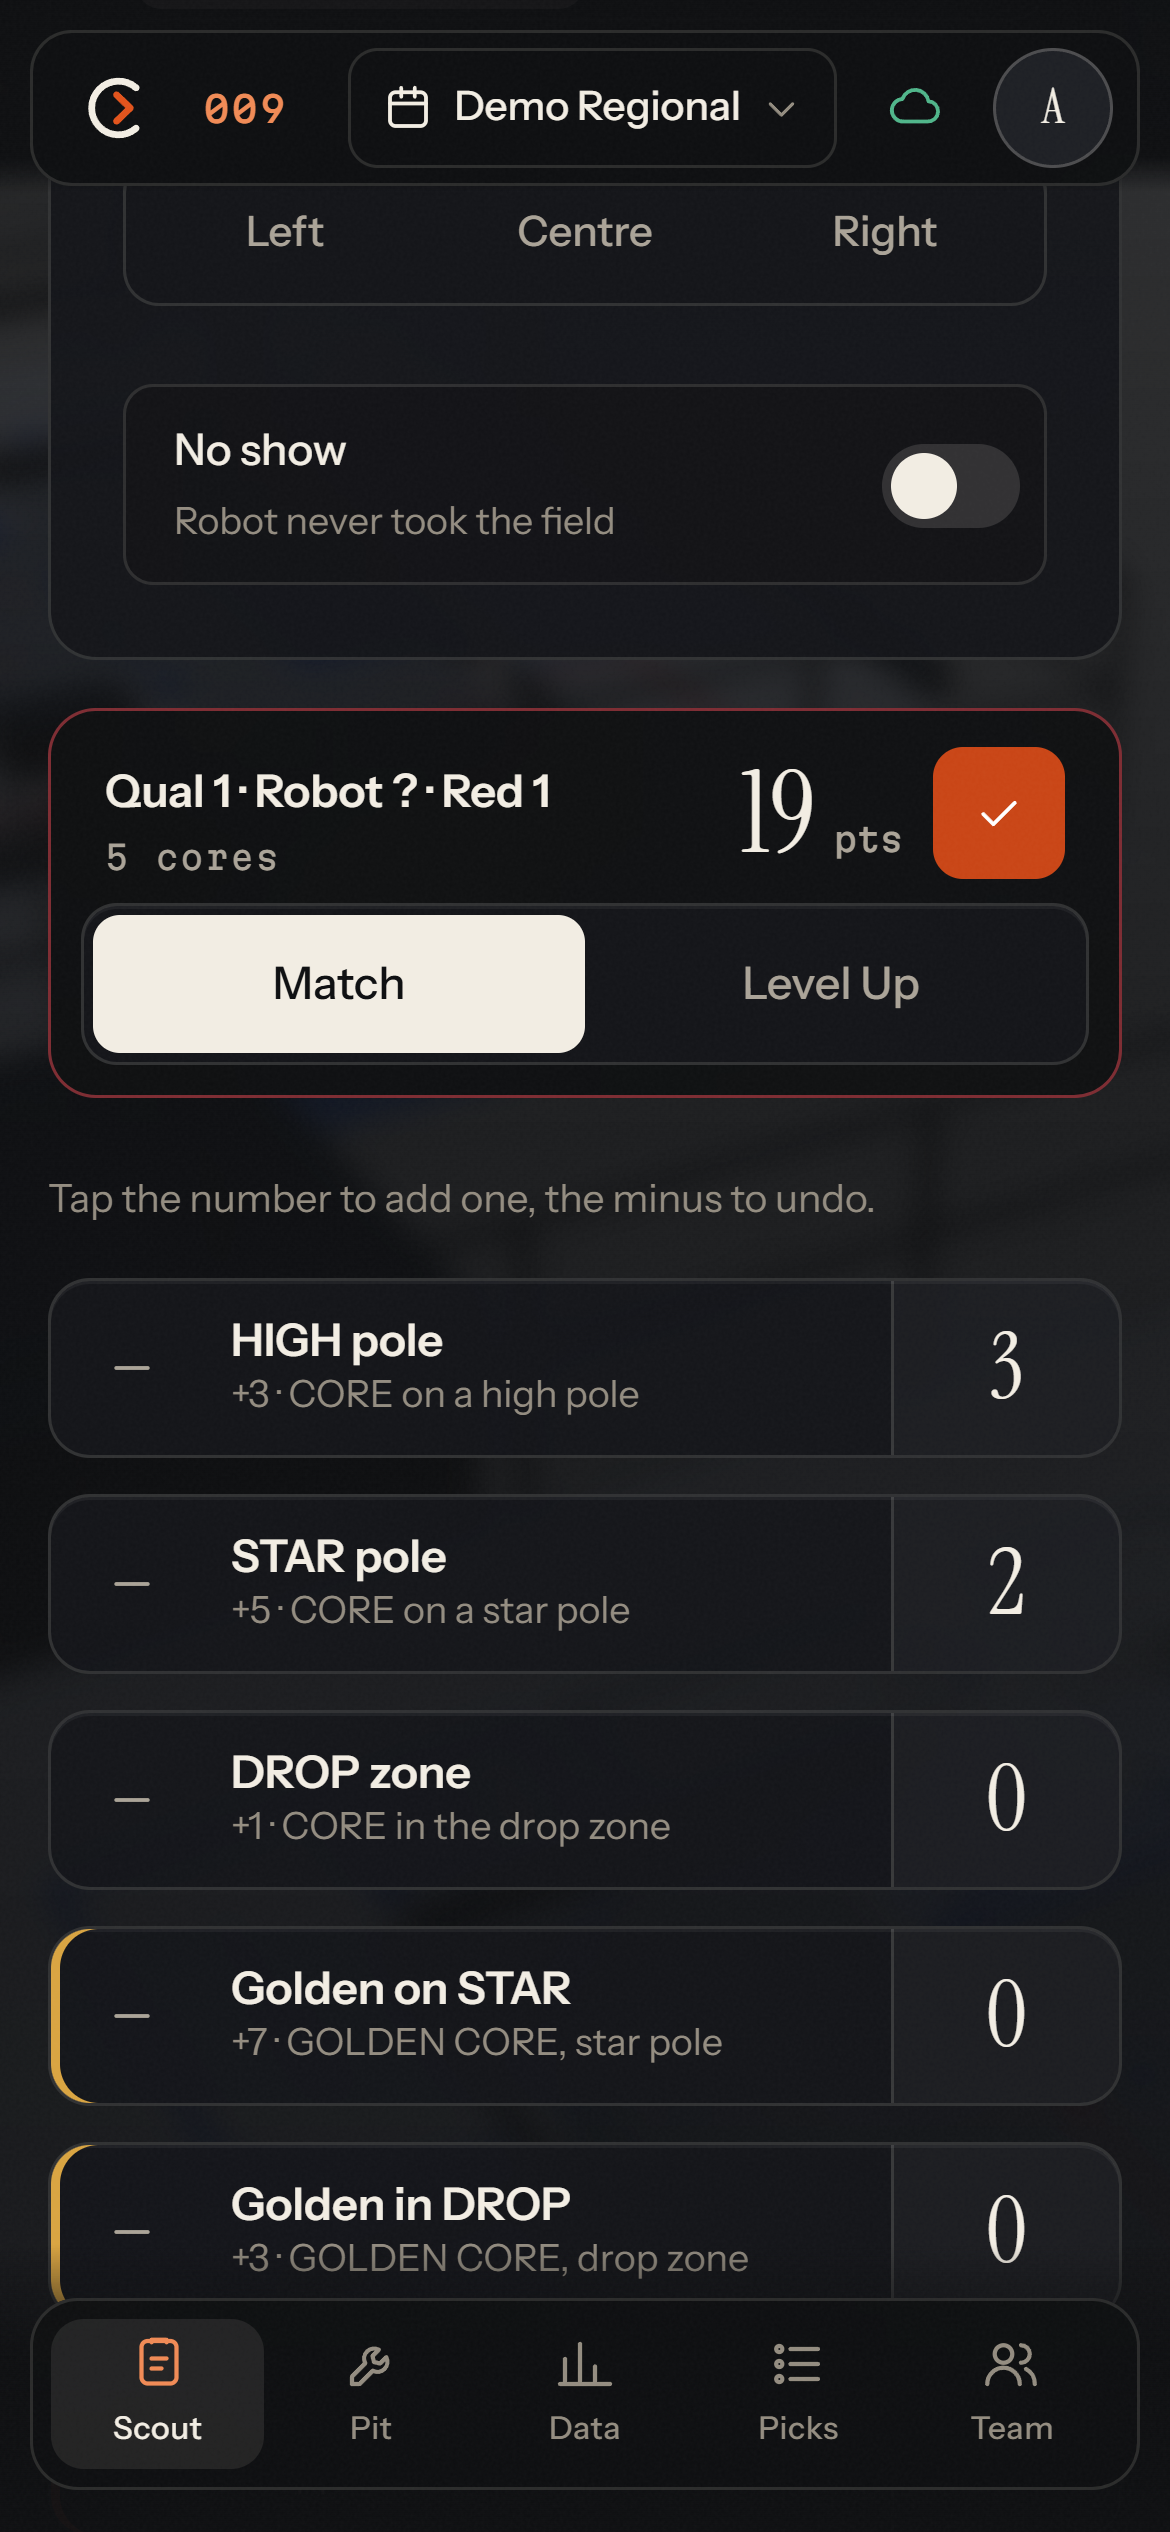 009
Demo Regional
A
Left
Centre
Right
No show
Robot never took the field
Qual 1 · Robot ? · Red 1
5 cores
19 pts
Match
Level Up
Tap the number to add one, the minus to undo.
HIGH pole
+3 · CORE on a high pole
3
STAR pole
+5 · CORE on a star pole
2
DROP zone
+1 · CORE in the drop zone
0
Golden on STAR
+7 · GOLDEN CORE, star pole
0
Golden in DROP
+3 · GOLDEN CORE, drop zone
0
Scout
Pit
Data
Picks
Team